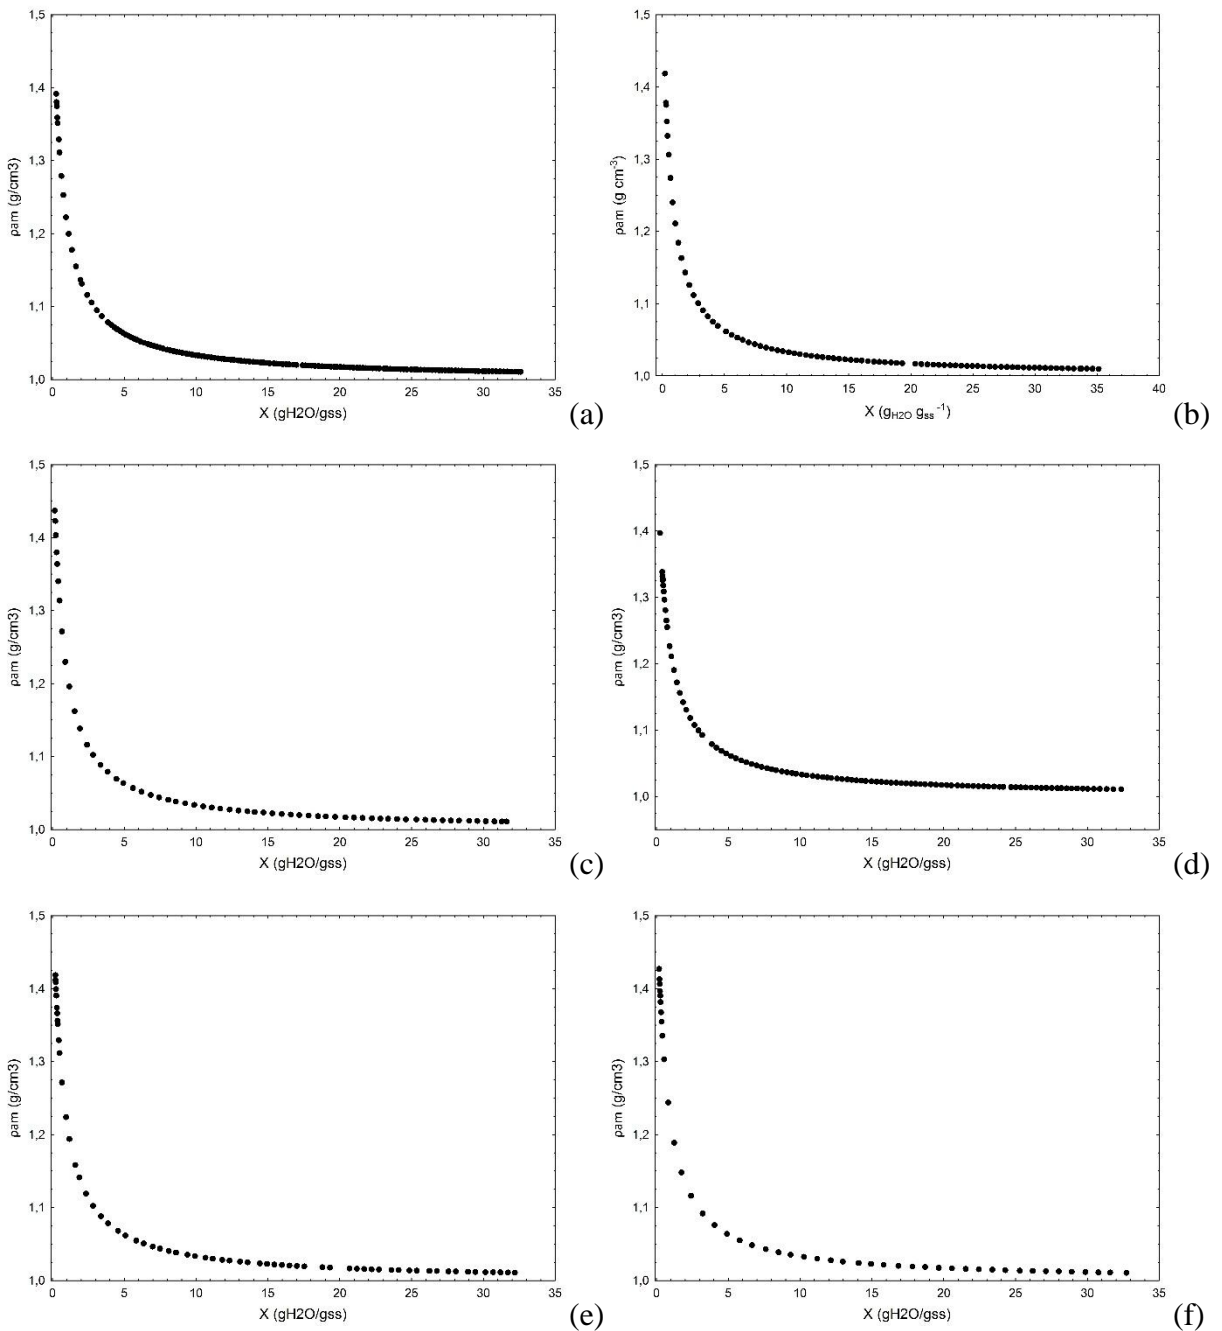 1,5
1,4
1,3
1,2
1,1
1,0
ρam (g/cm3)
0 5 10 15 20 25 30 35
X (gH2O/gss)
(a)
1,5
1,4
1,3
1,2
1,1
1,0
ρam (g cm-3)
0 5 10 15 20 25 30 35 40
X (gH2O gss-1)
(b)
1,5
1,4
1,3
1,2
1,1
1,0
ρam (g/cm3)
0 5 10 15 20 25 30 35
X (gH2O/gss)
(c)
1,5
1,4
1,3
1,2
1,1
1,0
ρam (g/cm3)
0 5 10 15 20 25 30 35
X (gH2O/gss)
(d)
1,5
1,4
1,3
1,2
1,1
1,0
ρam (g/cm3)
0 5 10 15 20 25 30 35
X (gH2O/gss)
(e)
1,5
1,4
1,3
1,2
1,1
1,0
ρam (g/cm3)
0 5 10 15 20 25 30 35
X (gH2O/gss)
(f)